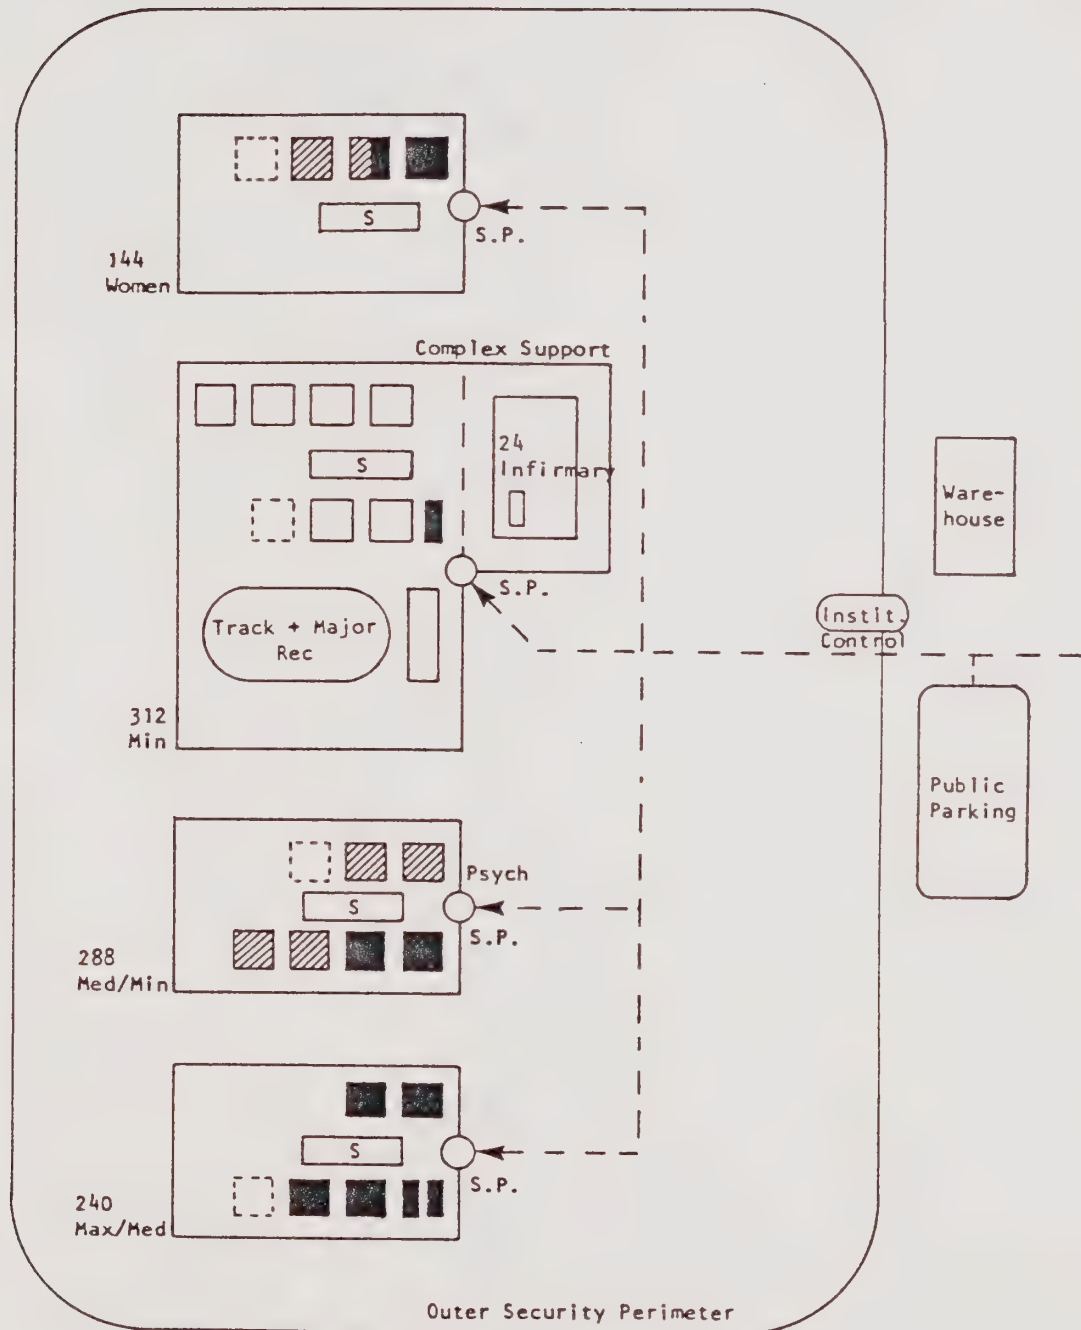 S
S.P.
144
Women
Complex Support
24
Infirmary
S
S.P.
Track + Major
Rec
312
Min
Ware-
house
Instit.
Control
Public
Parking
Psych
S
S.P.
288
Med/Min
S
S.P.
240
Max/Med
Outer Security Perimeter